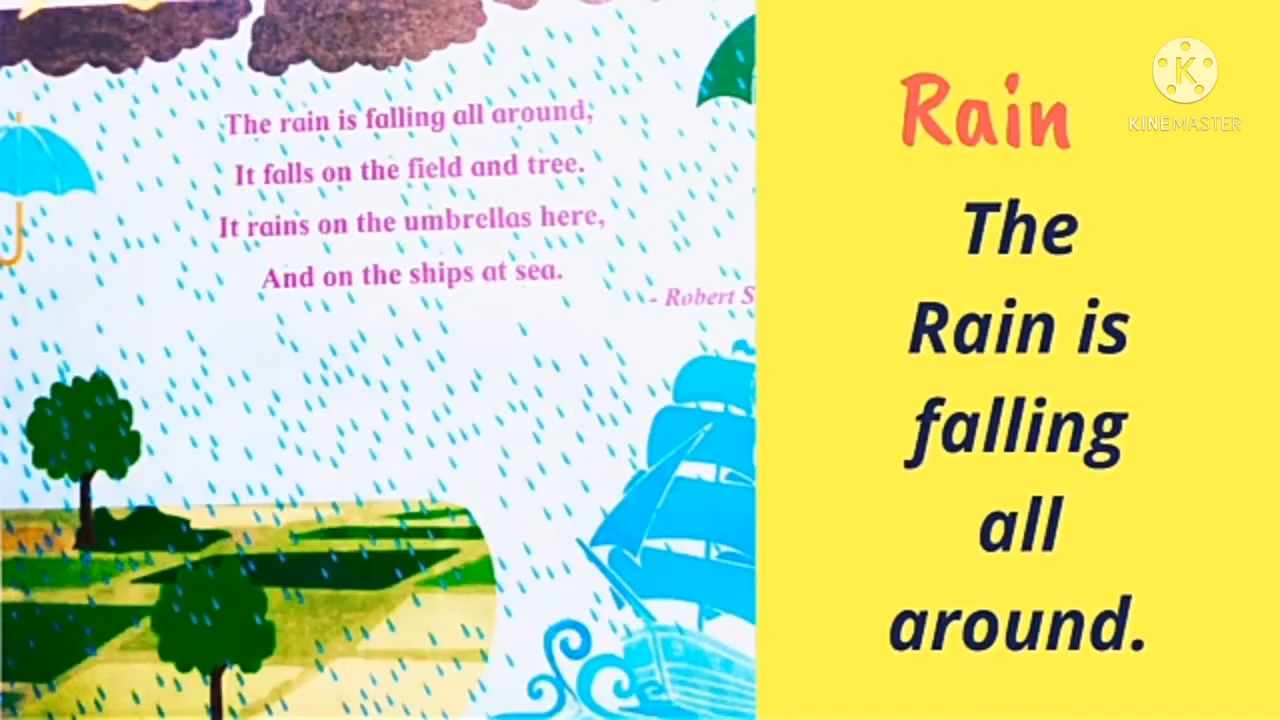 The rain is falling all around,
It falls on the field and tree.
It rains on the umbrellas here,
And on the ships at sea.
- Robert S
Rain
The
Rain is
falling
all
around.
KINEMASTER